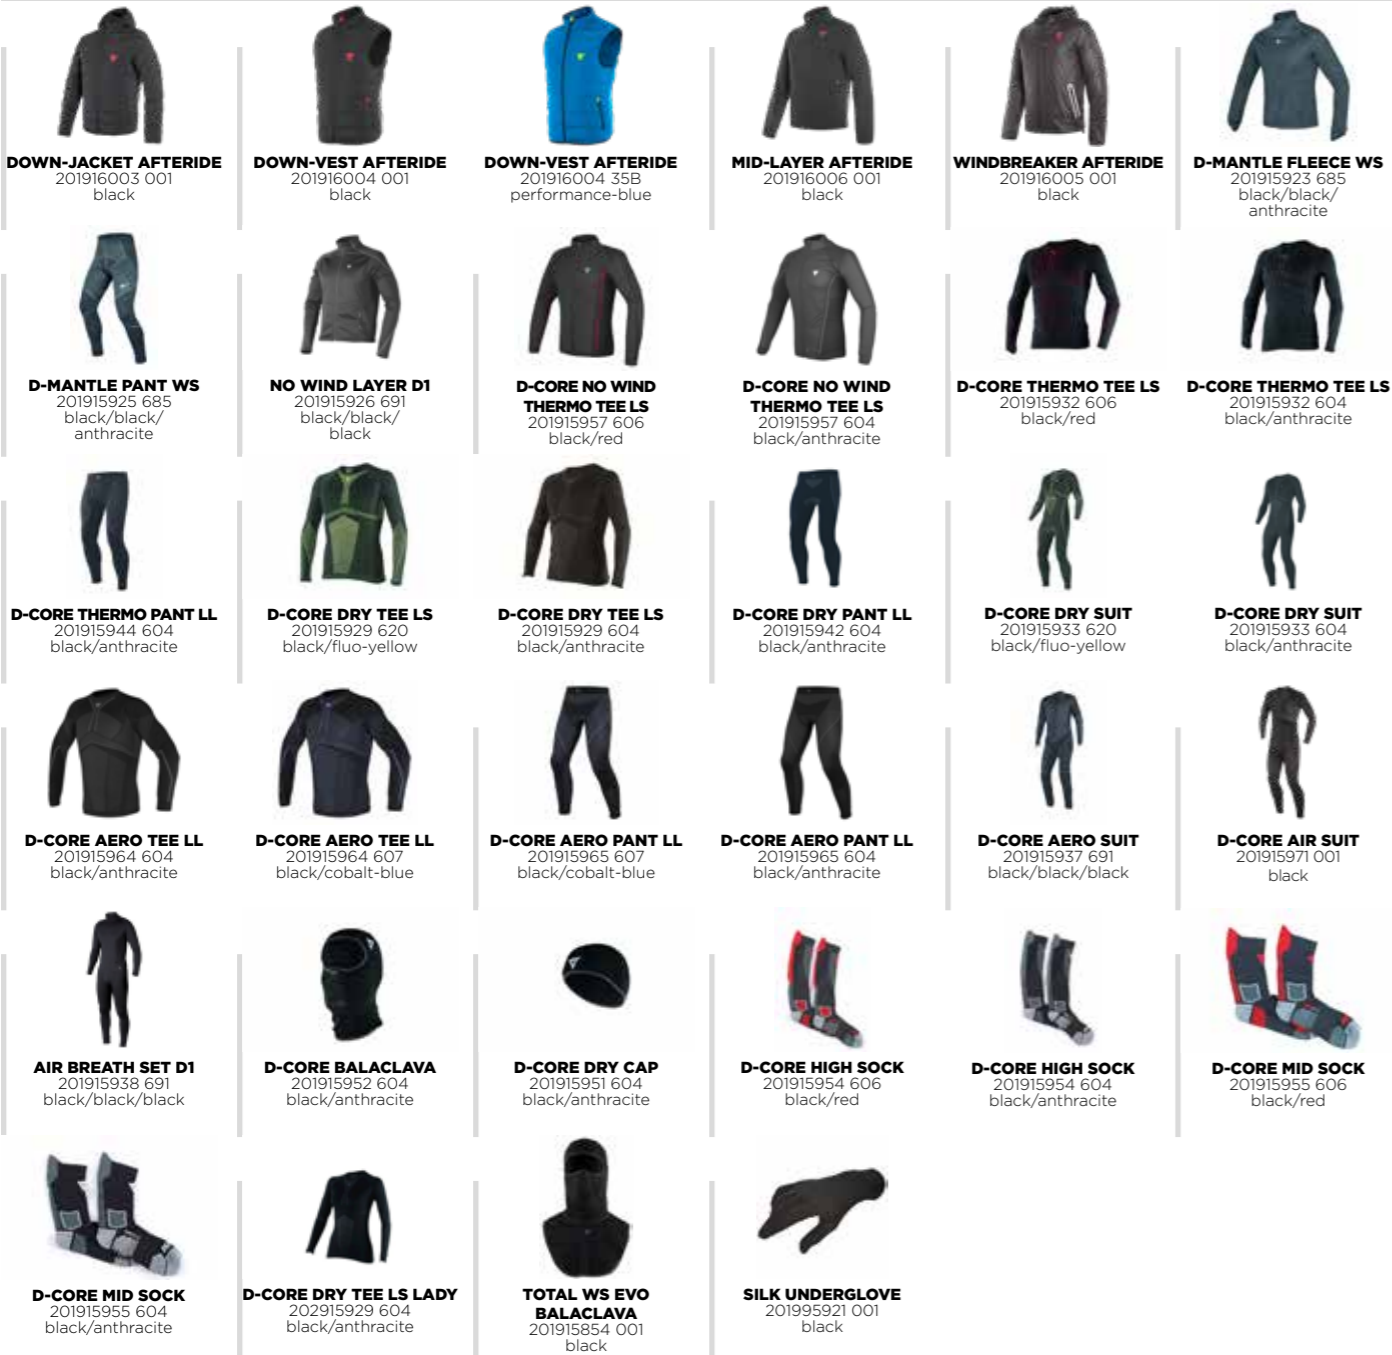 DOWN-JACKET AFTERIDE
201916003 001
black
DOWN-VEST AFTERIDE
201916004 001
black
DOWN-VEST AFTERIDE
201916004 35B
performance-blue
MID-LAYER AFTERIDE
201916006 001
black
WINDBREAKER AFTERIDE
201916005 001
black
D-MANTLE FLEECE WS
201915923 685
black/black/
anthracite
D-MANTLE PANT WS
201915925 685
black/black/
anthracite
NO WIND LAYER D1
201915926 691
black/black/
black
D-CORE NO WIND
THERMO TEE LS
201915957 606
black/red
D-CORE NO WIND
THERMO TEE LS
201915957 604
black/anthracite
D-CORE THERMO TEE LS
201915932 606
black/red
D-CORE THERMO TEE LS
201915932 604
black/anthracite
D-CORE THERMO PANT LL
201915944 604
black/anthracite
D-CORE DRY TEE LS
201915929 620
black/fluo-yellow
D-CORE DRY TEE LS
201915929 604
black/anthracite
D-CORE DRY PANT LL
201915942 604
black/anthracite
D-CORE DRY SUIT
201915933 620
black/fluo-yellow
D-CORE DRY SUIT
201915933 604
black/anthracite
D-CORE AERO TEE LL
201915964 604
black/anthracite
D-CORE AERO TEE LL
201915964 607
black/cobalt-blue
D-CORE AERO PANT LL
201915965 607
black/cobalt-blue
D-CORE AERO PANT LL
201915965 604
black/anthracite
D-CORE AERO SUIT
201915937 691
black/black/black
D-CORE AIR SUIT
201915971 001
black
AIR BREATH SET D1
201915938 691
black/black/black
D-CORE BALACLAVA
201915952 604
black/anthracite
D-CORE DRY CAP
201915951 604
black/anthracite
D-CORE HIGH SOCK
201915954 606
black/red
D-CORE HIGH SOCK
201915954 604
black/anthracite
D-CORE MID SOCK
201915955 606
black/red
D-CORE MID SOCK
201915955 604
black/anthracite
D-CORE DRY TEE LS LADY
202915929 604
black/anthracite
TOTAL WS EVO
BALACLAVA
201915854 001
black
SILK UNDERGLOVE
201995921 001
black